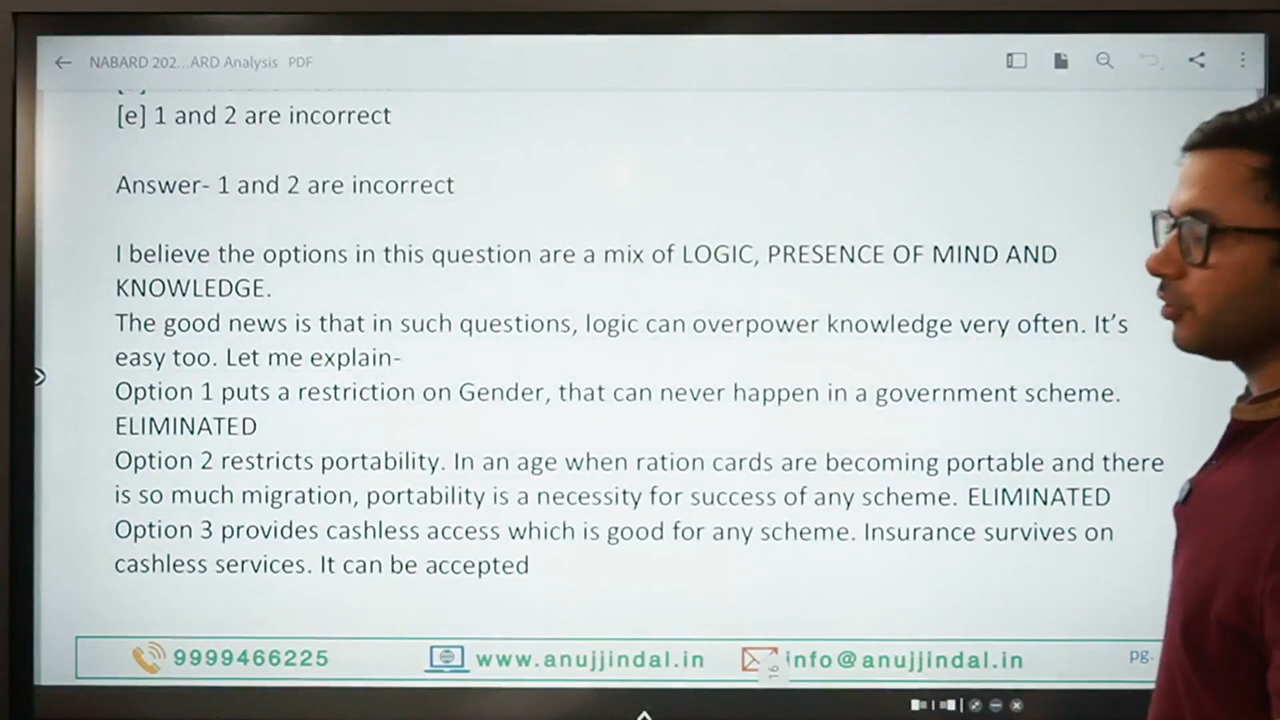 NABARD 202...ARD Analysis PDF
[e] 1 and 2 are incorrect
Answer- 1 and 2 are incorrect
I believe the options in this question are a mix of LOGIC, PRESENCE OF MIND AND
KNOWLEDGE.
The good news is that in such questions, logic can overpower knowledge very often. It’s
easy too. Let me explain-
Option 1 puts a restriction on Gender, that can never happen in a government scheme.
ELIMINATED
Option 2 restricts portability. In an age when ration cards are becoming portable and there
is so much migration, portability is a necessity for success of any scheme. ELIMINATED
Option 3 provides cashless access which is good for any scheme. Insurance survives on
cashless services. It can be accepted
9999466225 www.anujjindal.in info@anujjindal.in pg.